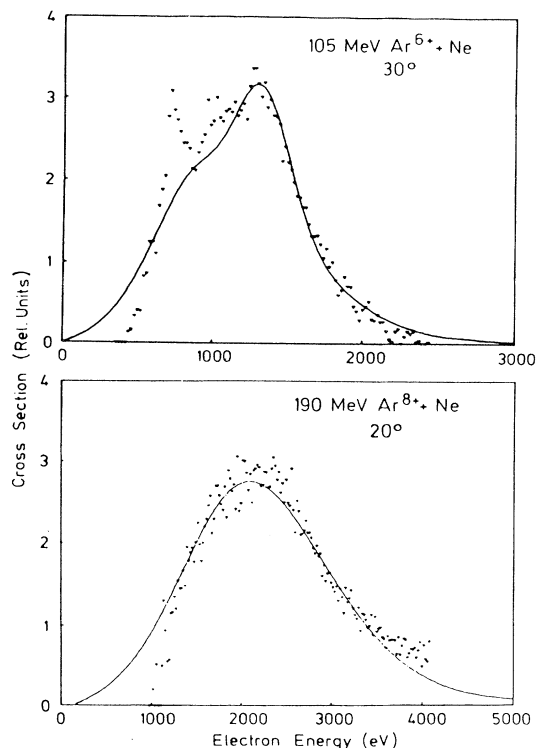 4
3
2
1
0
105 MeV Ar6+ + Ne
30°
0 1000 2000 3000
Cross Section (Rel. Units)
4
3
2
1
0
190 MeV Ar8+ + Ne
20°
0 1000 2000 3000 4000 5000
Electron Energy (eV)